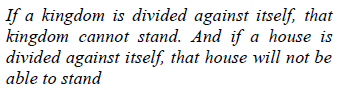 If a kingdom is divided against itself, that
kingdom cannot stand. And if a house is
divided against itself, that house will not be
able to stand